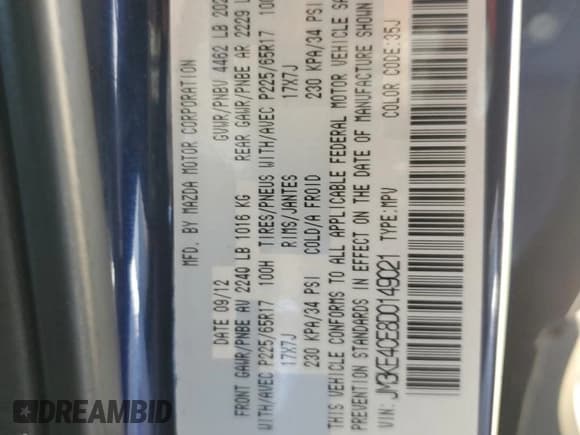 MFD. BY MAZDA MOTOR CORPORATION
DATE 09/12 GVWR/PNBV 4462 LB 202
FRONT GAWR/PNBE AV 2240 LB 1016 KG REAR GAWR/PNBE AR 2229 L
WITH/AVEC P225/65R17 100H TIRES/PNEUS WITH/AVEC P225/65R17 100
17X7J RIMS/JANTES 17X7J
230 KPA/34 PSI COLD/A FROID 230 KPA/34 PSI
THIS VEHICLE CONFORMS TO ALL APPLICABLE FEDERAL MOTOR VEHICLE SA
PREVENTION STANDARDS IN EFFECT ON THE DATE OF MANUFACTURE SHOWN
VIN: JM3KE4CE8D0149021 TYPE:MPV COLOR CODE:35J
AUTOBIDMASTER
DREAMBID